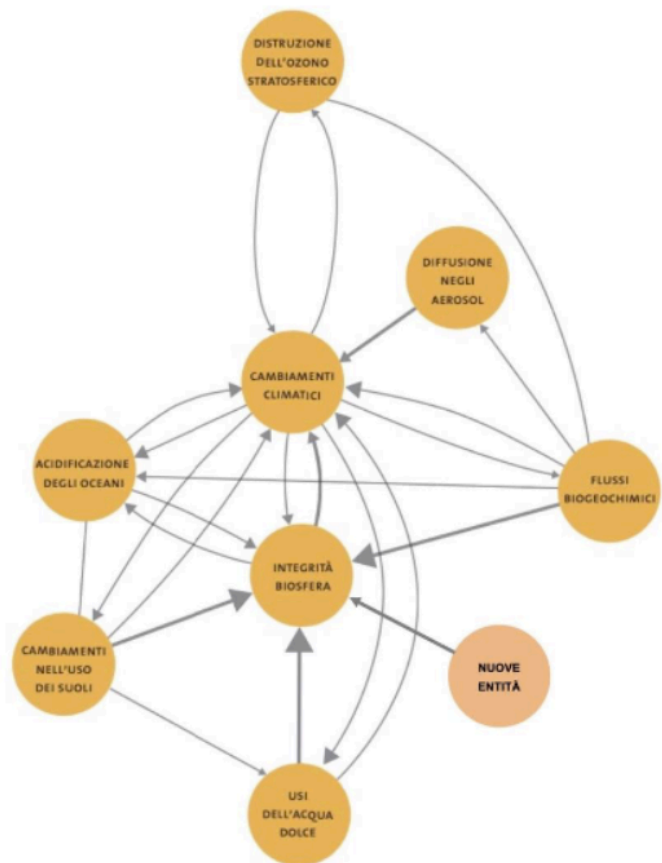 DISTRUZIONE
DELL'OZONO
STRATOSFERICO
DIFFUSIONE
NEGLI
AEROSOL
CAMBIAMENTI
CLIMATICI
ACIDIFICAZIONE
DEGLI OCEANI
FLUSSI
BIOGEOCHIMICI
INTEGRITÀ
BIOSFERA
CAMBIAMENTI
NELL'USO
DEI SUOLI
NUOVE
ENTITÀ
USI
DELL'ACQUA
DOLCE